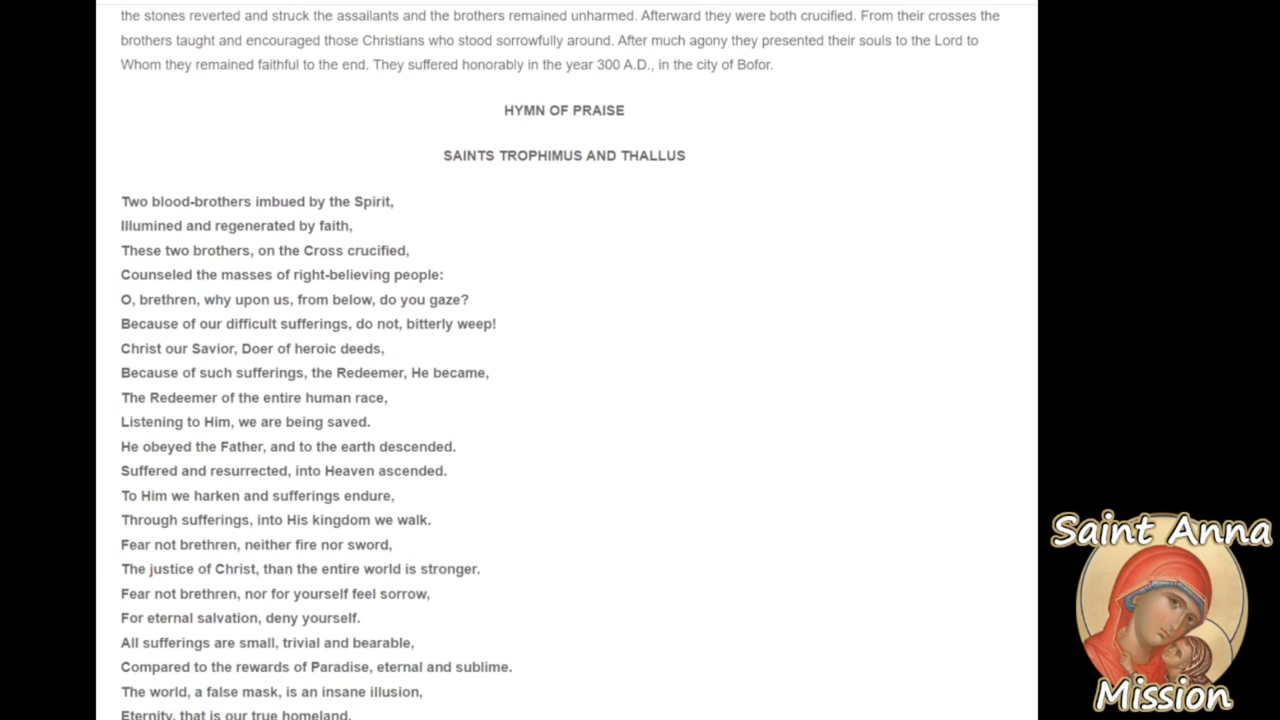 the stones reverted and struck the assailants and the brothers remained unharmed. Afterward they were both crucified. From their crosses the
brothers taught and encouraged those Christians who stood sorrowfully around. After much agony they presented their souls to the Lord to
Whom they remained faithful to the end. They suffered honorably in the year 300 A.D., in the city of Bofor.
HYMN OF PRAISE
SAINTS TROPHIMUS AND THALLUS
Two blood-brothers imbued by the Spirit,
Illumined and regenerated by faith,
These two brothers, on the Cross crucified,
Counseled the masses of right-believing people:
O, brethren, why upon us, from below, do you gaze?
Because of our difficult sufferings, do not, bitterly weep!
Christ our Savior, Doer of heroic deeds,
Because of such sufferings, the Redeemer, He became,
The Redeemer of the entire human race,
Listening to Him, we are being saved.
He obeyed the Father, and to the earth descended.
Suffered and resurrected, into Heaven ascended.
To Him we harken and sufferings endure,
Through sufferings, into His kingdom we walk.
Fear not brethren, neither fire nor sword,
The justice of Christ, than the entire world is stronger.
Fear not brethren, nor for yourself feel sorrow,
For eternal salvation, deny yourself.
All sufferings are small, trivial and bearable,
Compared to the rewards of Paradise, eternal and sublime.
The world, a false mask, is an insane illusion,
Eternity, that is our true homeland.
Saint Anna
Mission